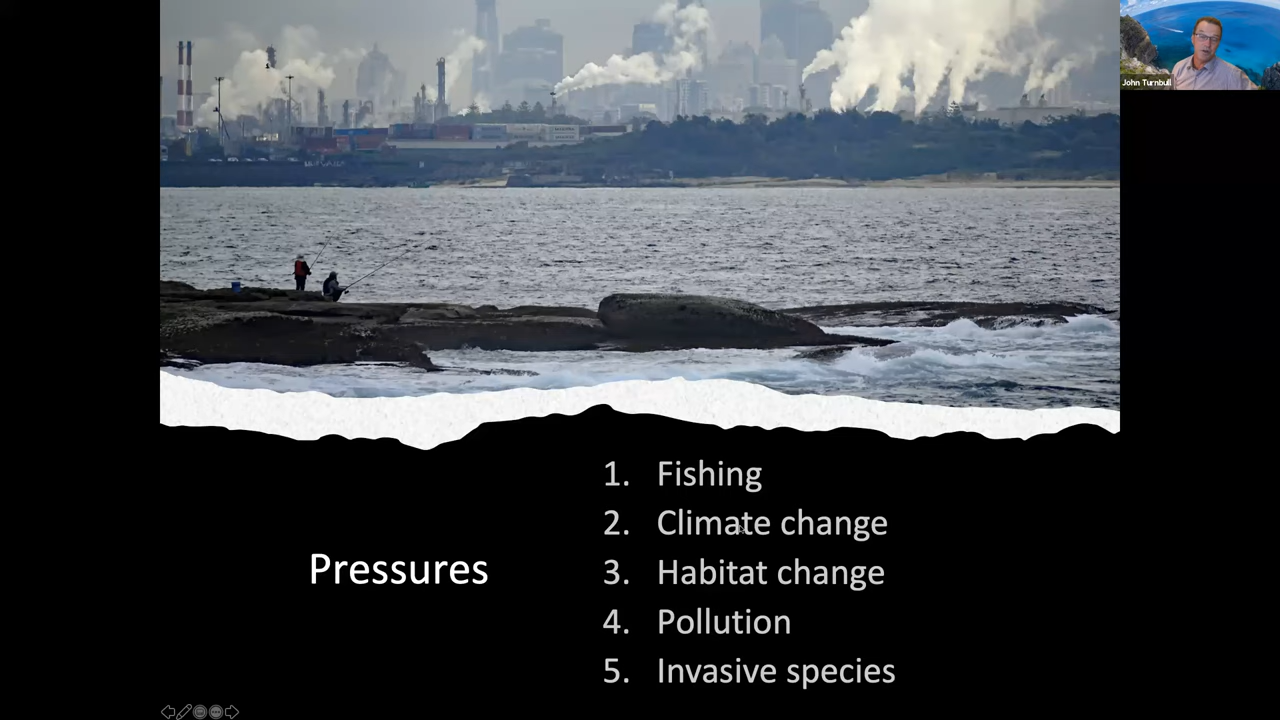 John Turnbull
Pressures
1. Fishing
2. Climate change
3. Habitat change
4. Pollution
5. Invasive species